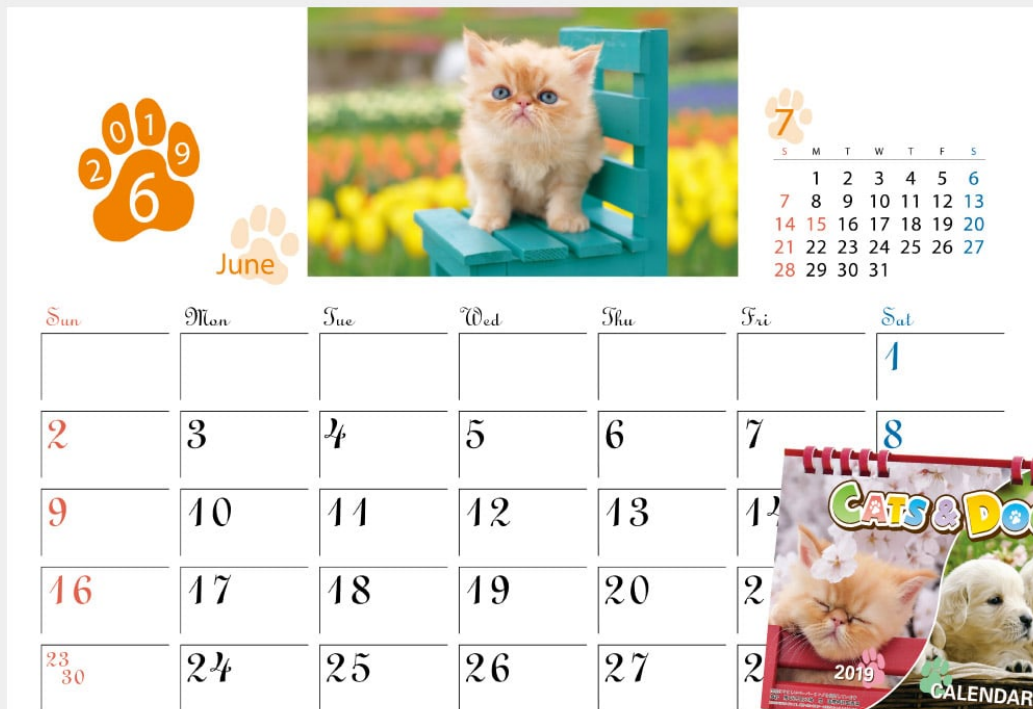 2019
6
June
7
S M T W T F S
1 2 3 4 5 6
7 8 9 10 11 12 13
14 15 16 17 18 19 20
21 22 23 24 25 26 27
28 29 30 31
Sun Mon Tue Wed Thu Fri Sat
1
2 3 4 5 6 7 8
9 10 11 12 13
16 17 18 19 20
23
30
24 25 26 27
CATS & DO
2019
CALENDAR